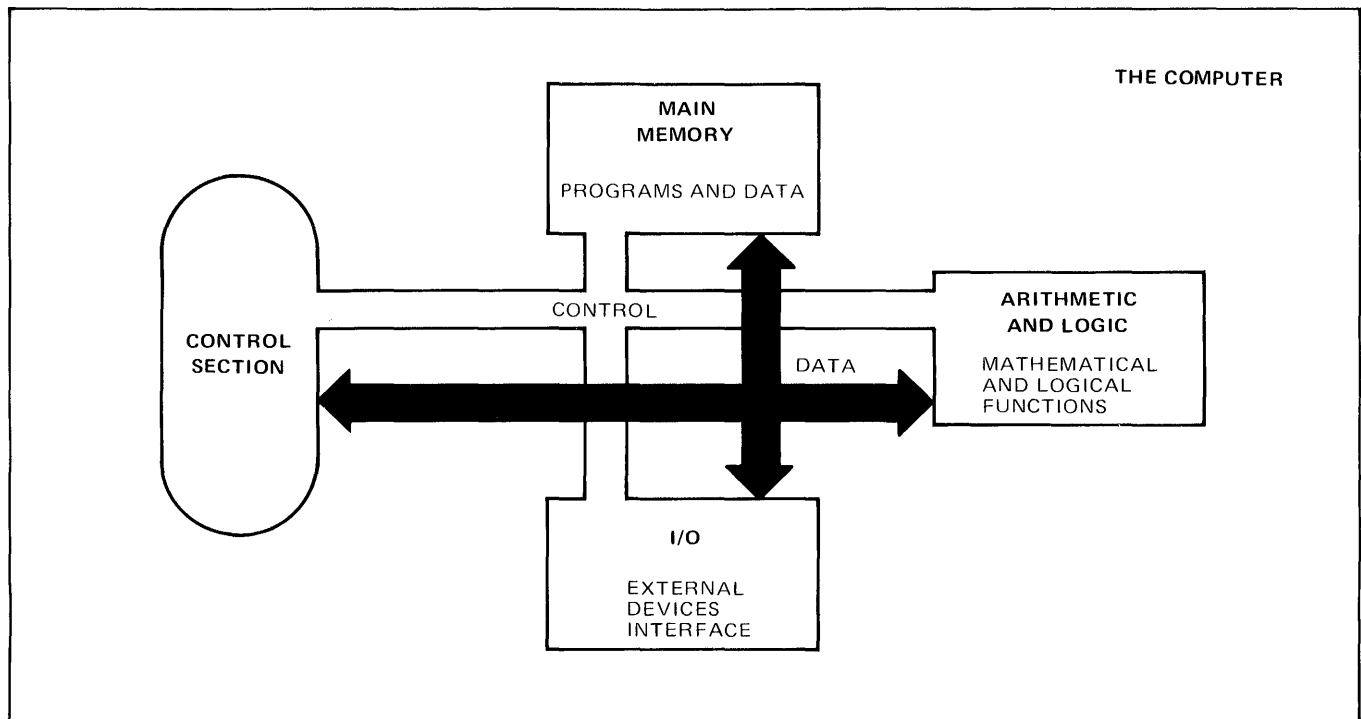 THE COMPUTER
MAIN
MEMORY
PROGRAMS AND DATA
CONTROL
CONTROL
SECTION
ARITHMETIC
AND LOGIC
MATHEMATICAL
AND LOGICAL
FUNCTIONS
DATA
I/O
EXTERNAL
DEVICES
INTERFACE